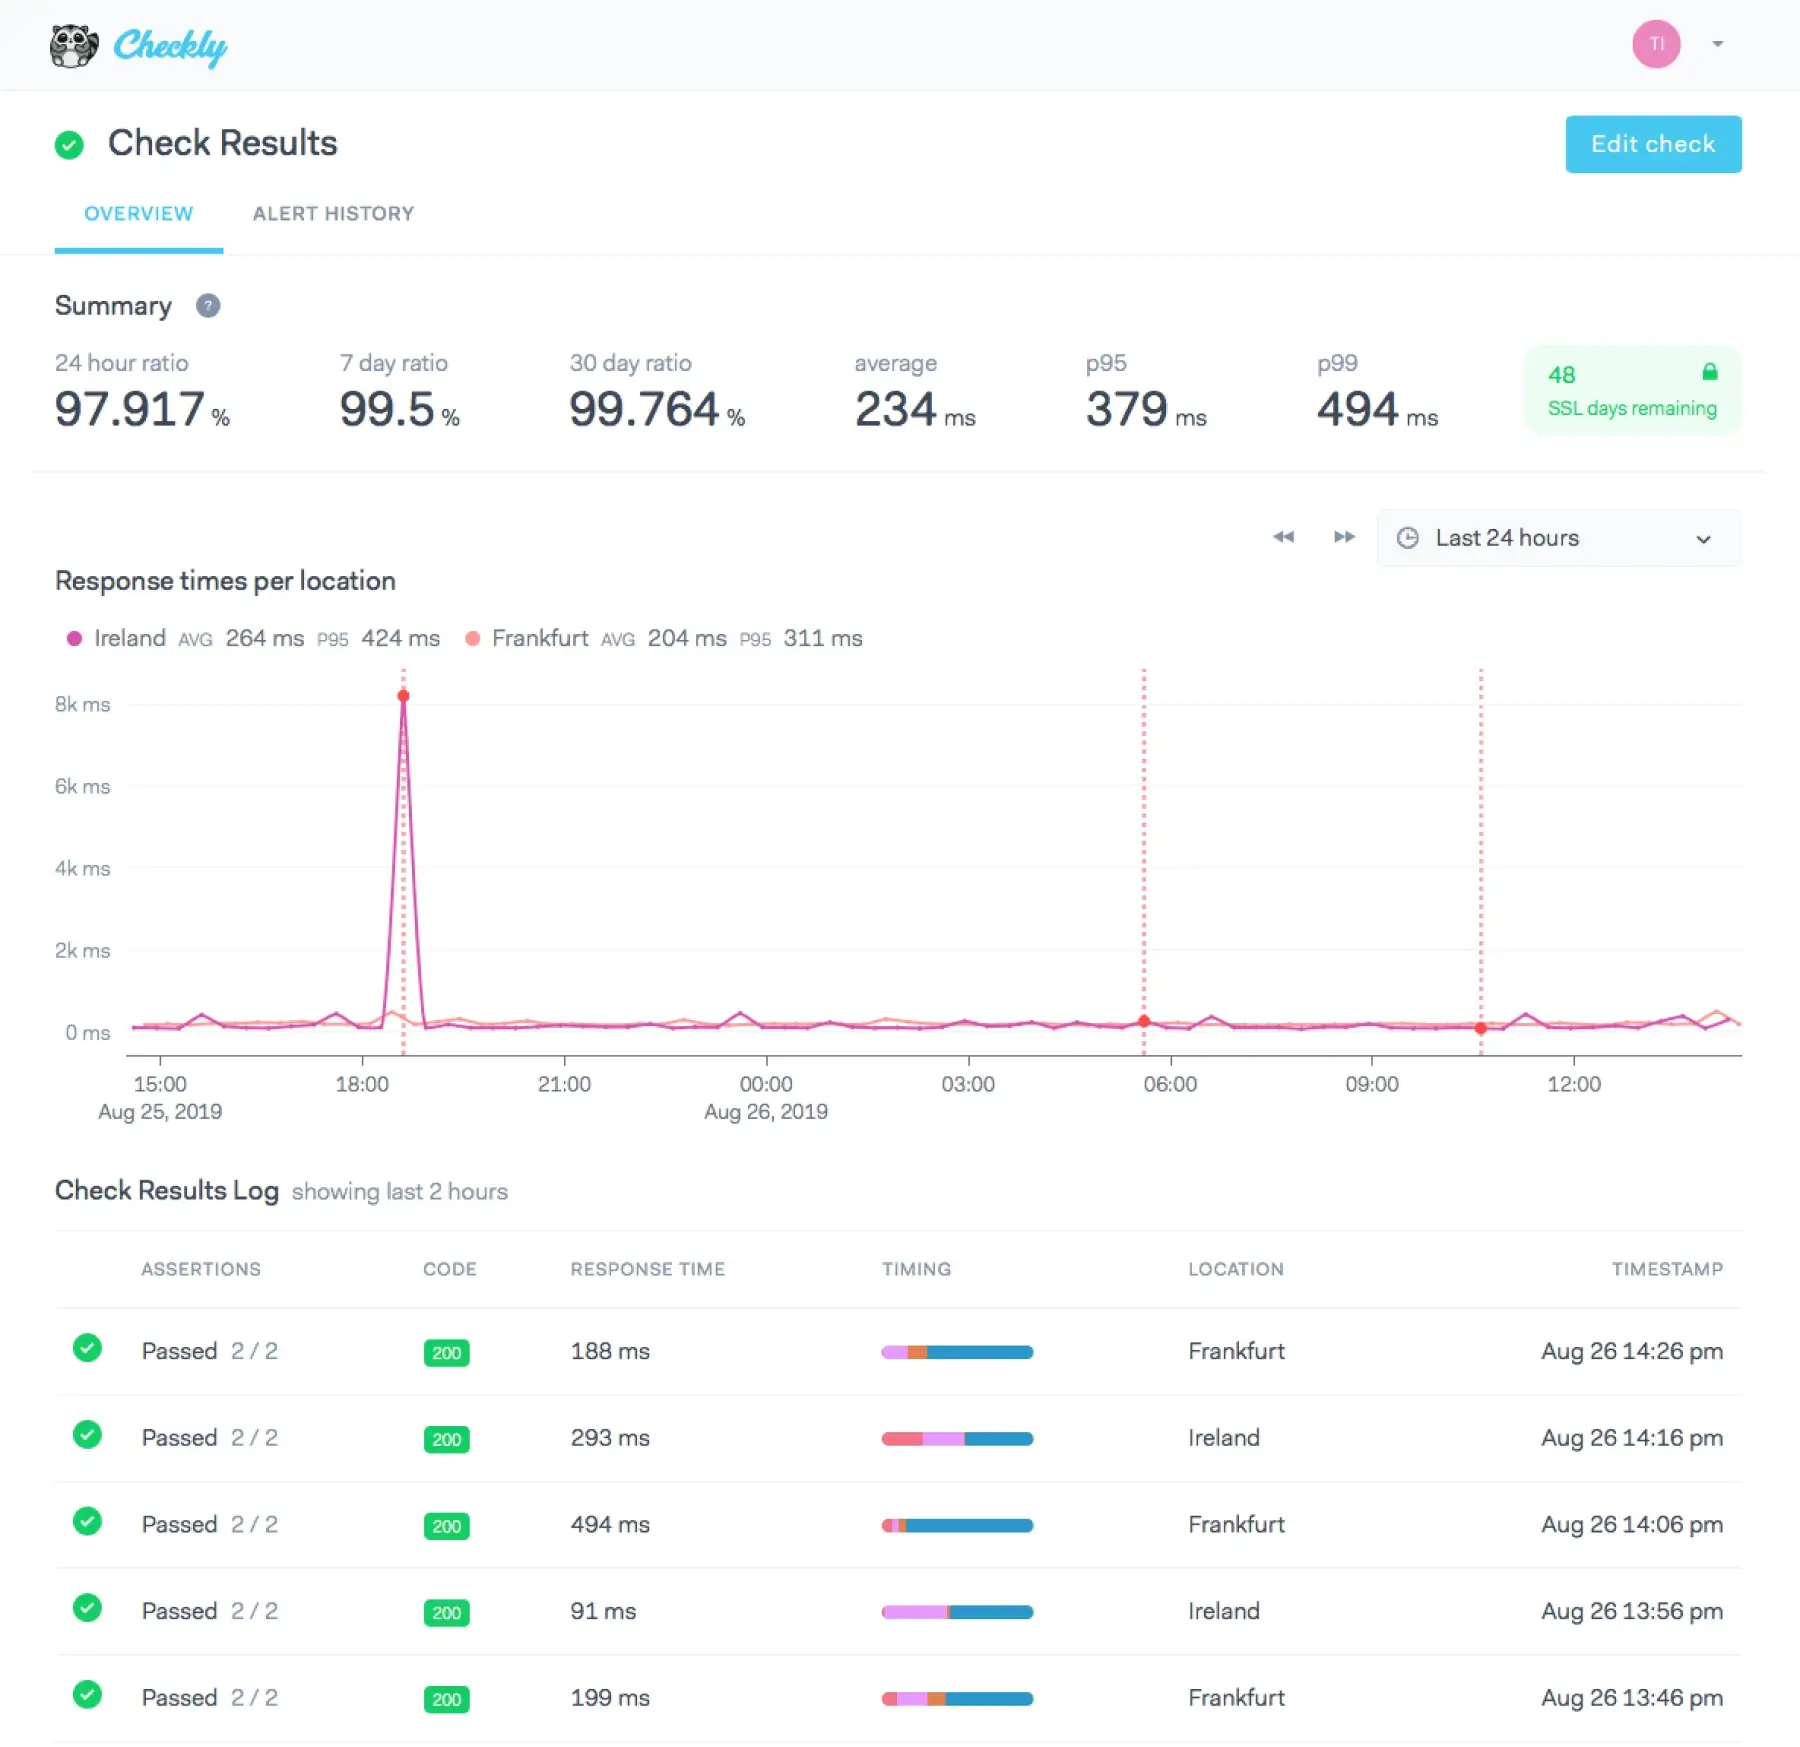 Checkly
TI
Check Results
Edit check
OVERVIEW ALERT HISTORY
Summary ?
24 hour ratio 7 day ratio 30 day ratio average p95 p99
97.917 % 99.5 % 99.764 % 234 ms 379 ms 494 ms
48
SSL days remaining
Last 24 hours
Response times per location
Ireland AVG 264 ms P95 424 ms Frankfurt AVG 204 ms P95 311 ms
8k ms
6k ms
4k ms
2k ms
0 ms
15:00 18:00 21:00 00:00 03:00 06:00 09:00 12:00
Aug 25, 2019 Aug 26, 2019
Check Results Log showing last 2 hours
ASSERTIONS CODE RESPONSE TIME TIMING LOCATION TIMESTAMP
Passed 2 / 2 200 188 ms Frankfurt Aug 26 14:26 pm
Passed 2 / 2 200 293 ms Ireland Aug 26 14:16 pm
Passed 2 / 2 200 494 ms Frankfurt Aug 26 14:06 pm
Passed 2 / 2 200 91 ms Ireland Aug 26 13:56 pm
Passed 2 / 2 200 199 ms Frankfurt Aug 26 13:46 pm